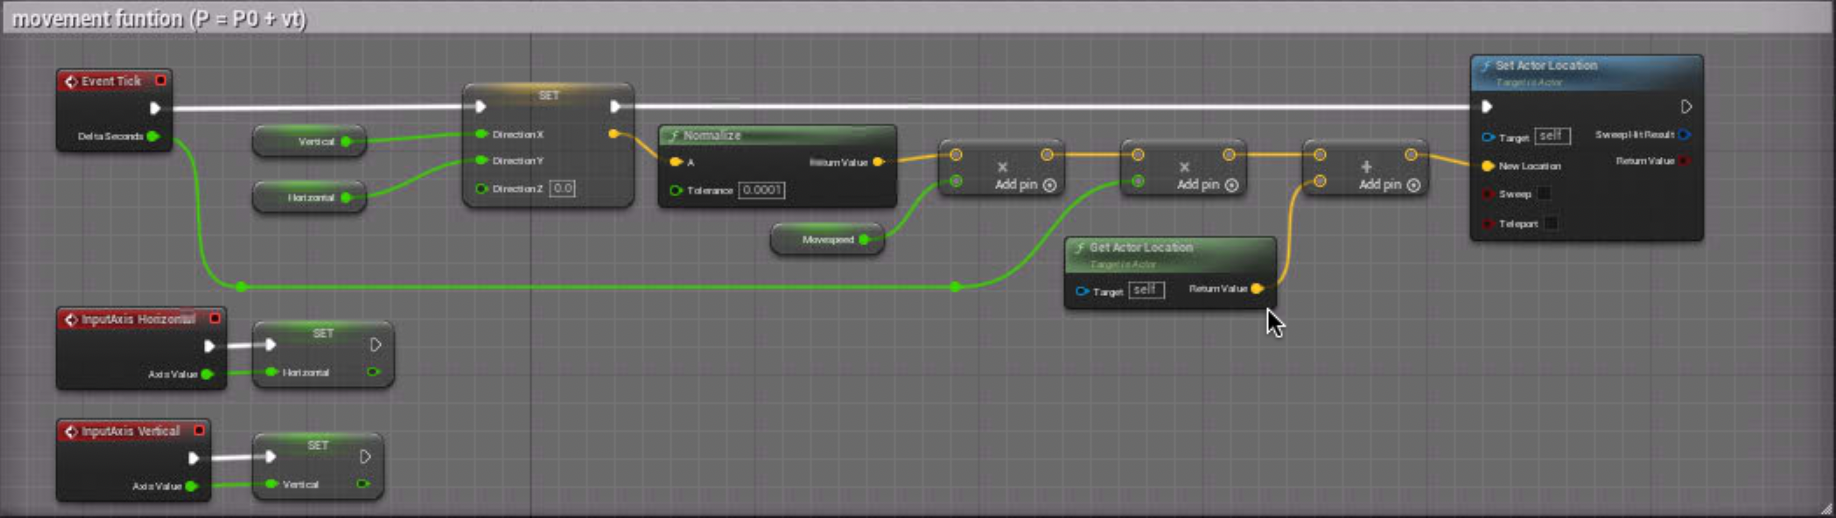 movement funtion (P = P0 + vt)
Event Tick
Delta Seconds
Vertical
Horizontal
SET
Direction X
Direction Y
Direction Z 0.0
Normalize
A
Return Value
Tolerance 0.0001
Movespeed
×
Add pin
×
Add pin
+
Add pin
Get Actor Location
Target is Actor
Target self
Return Value
Set Actor Location
Target is Actor
Target self
Sweep Hit Result
New Location
Return Value
Sweep
Teleport
InputAxis Horizontal
Axis Value
SET
Horizontal
InputAxis Vertical
Axis Value
SET
Vertical